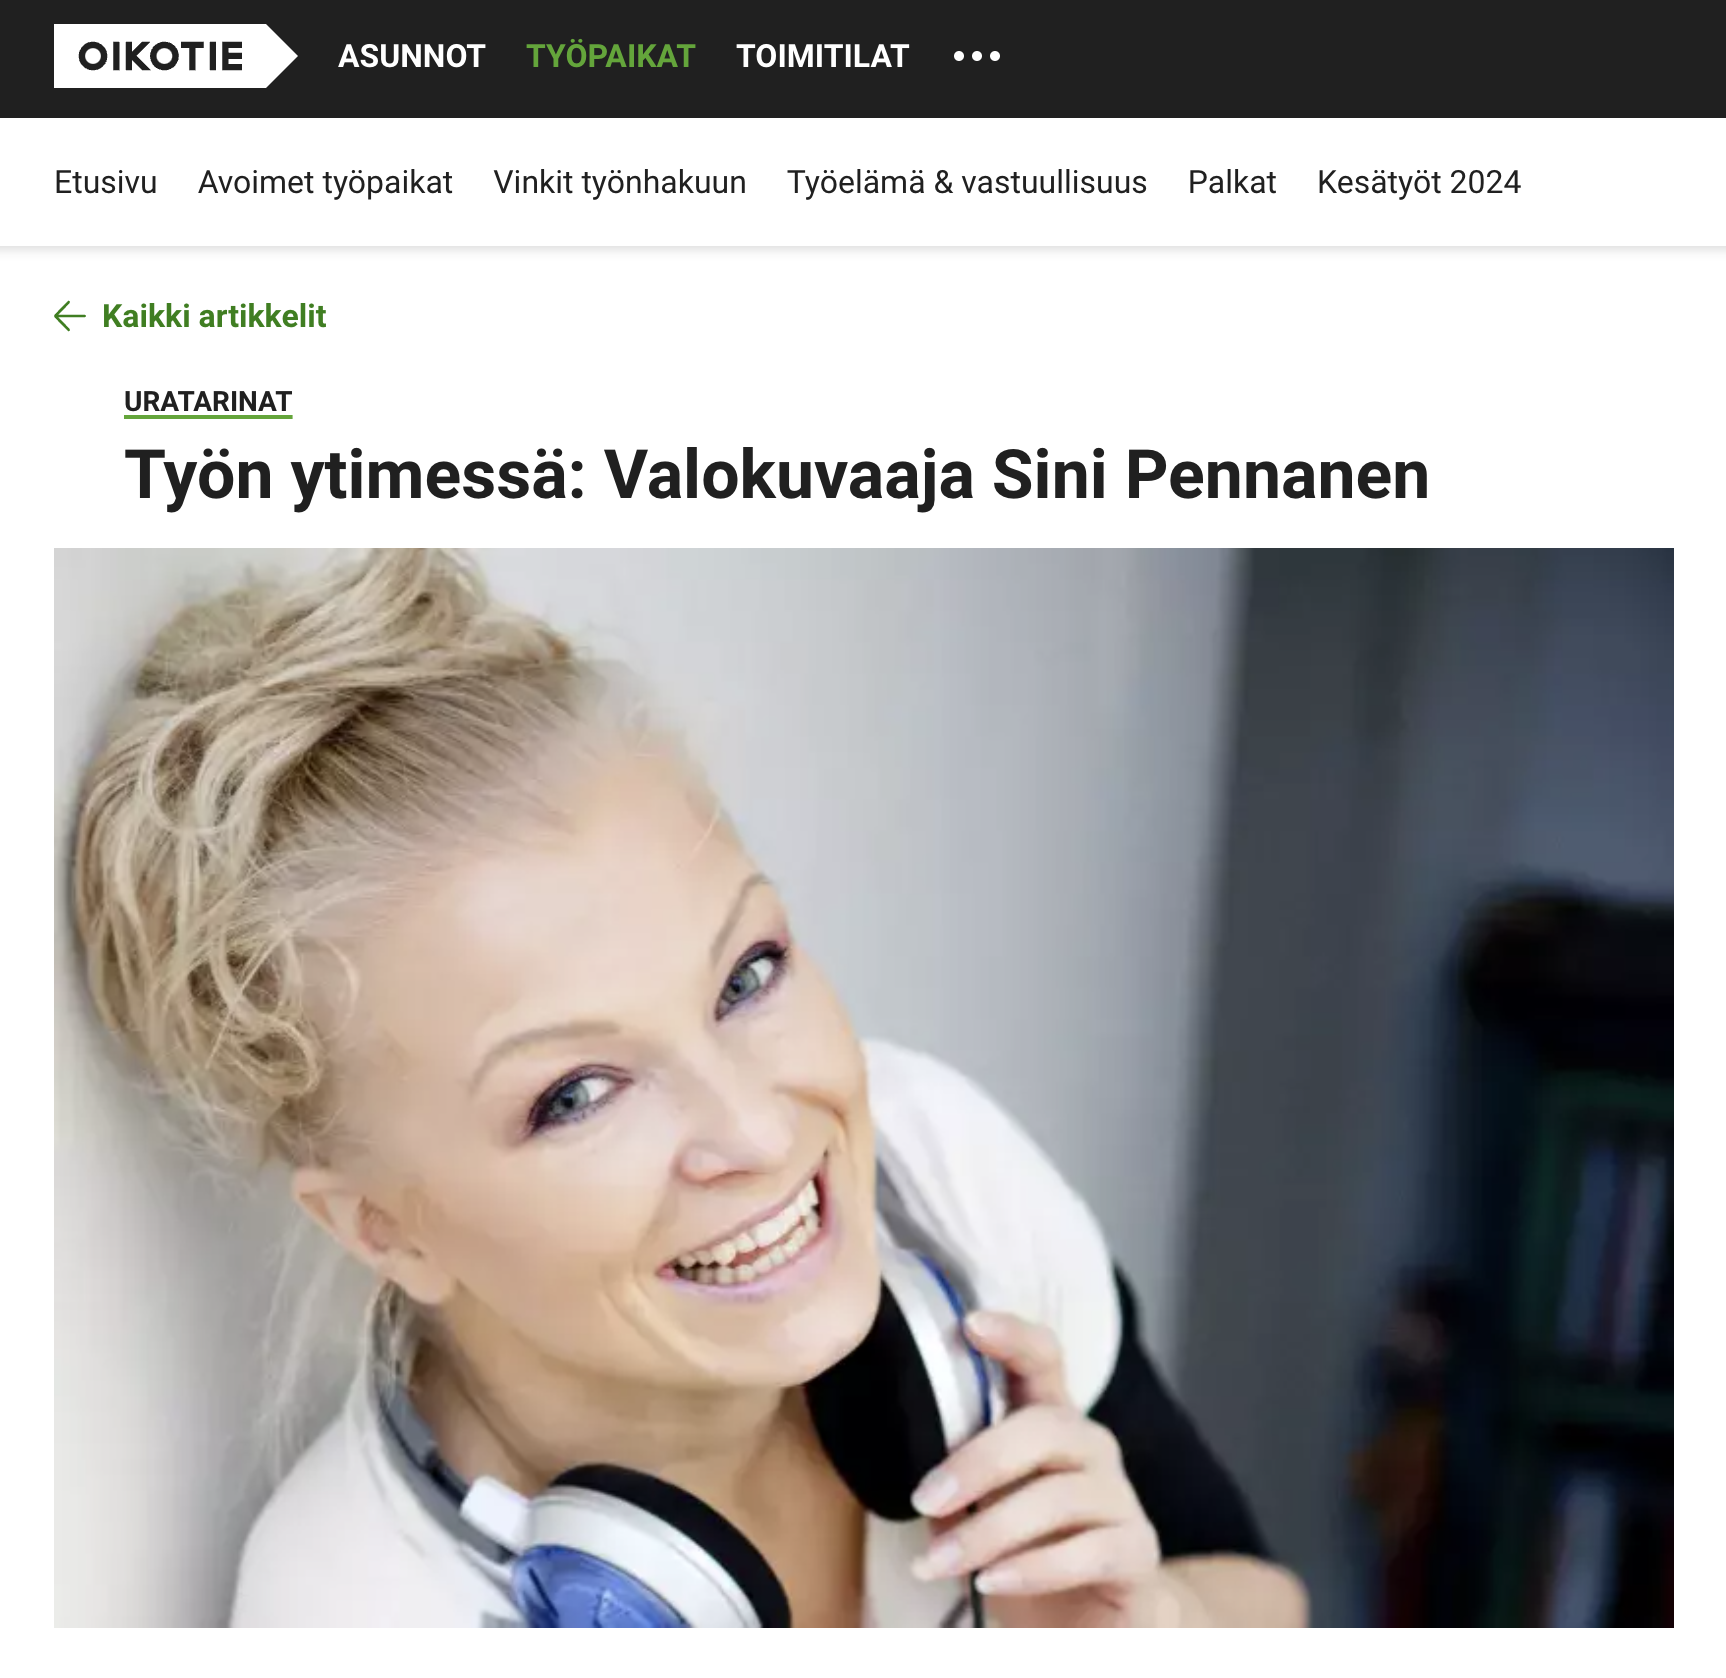 OIKOTIE ASUNNOT TYÖPAIKAT TOIMITILAT
Etusivu Avoimet työpaikat Vinkit työnhakuun Työelämä & vastuullisuus Palkat Kesätyöt 2024
Kaikki artikkelit
URATARINAT
Työn ytimessä: Valokuvaaja Sini Pennanen